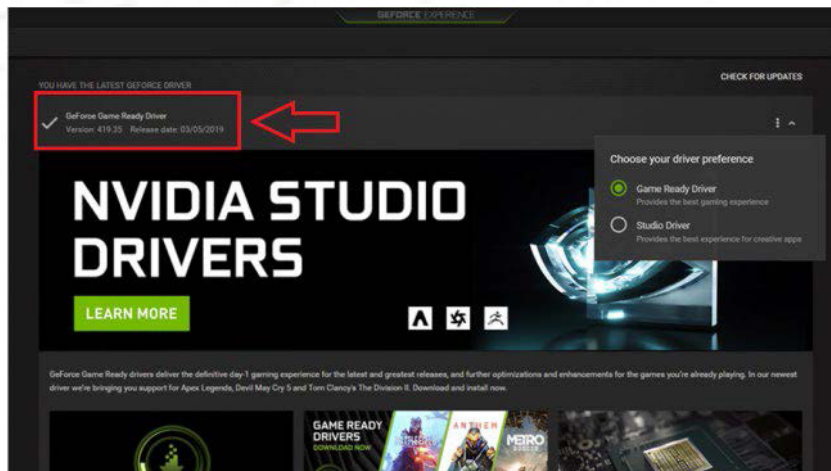 GEFORCE EXPERIENCE
YOU HAVE THE LATEST GEFORCE DRIVER
CHECK FOR UPDATES
GeForce Game Ready Driver
Version: 419.35 Release date: 03/05/2019
Choose your driver preference
Game Ready Driver
Provides the best gaming experience
Studio Driver
Provides the best experience for creative apps
NVIDIA STUDIO
DRIVERS
LEARN MORE
GeForce Game Ready drivers deliver the definitive day-1 gaming experience for the latest and greatest releases, and further optimizations and enhancements for the games you're already playing. In our newest
driver we're bringing you support for Apex Legends, Devil May Cry 5 and Tom Clancy's The Division II. Download and install now.
GAME READY
DRIVERS
DOWNLOAD NOW
ANTHEM
METRO